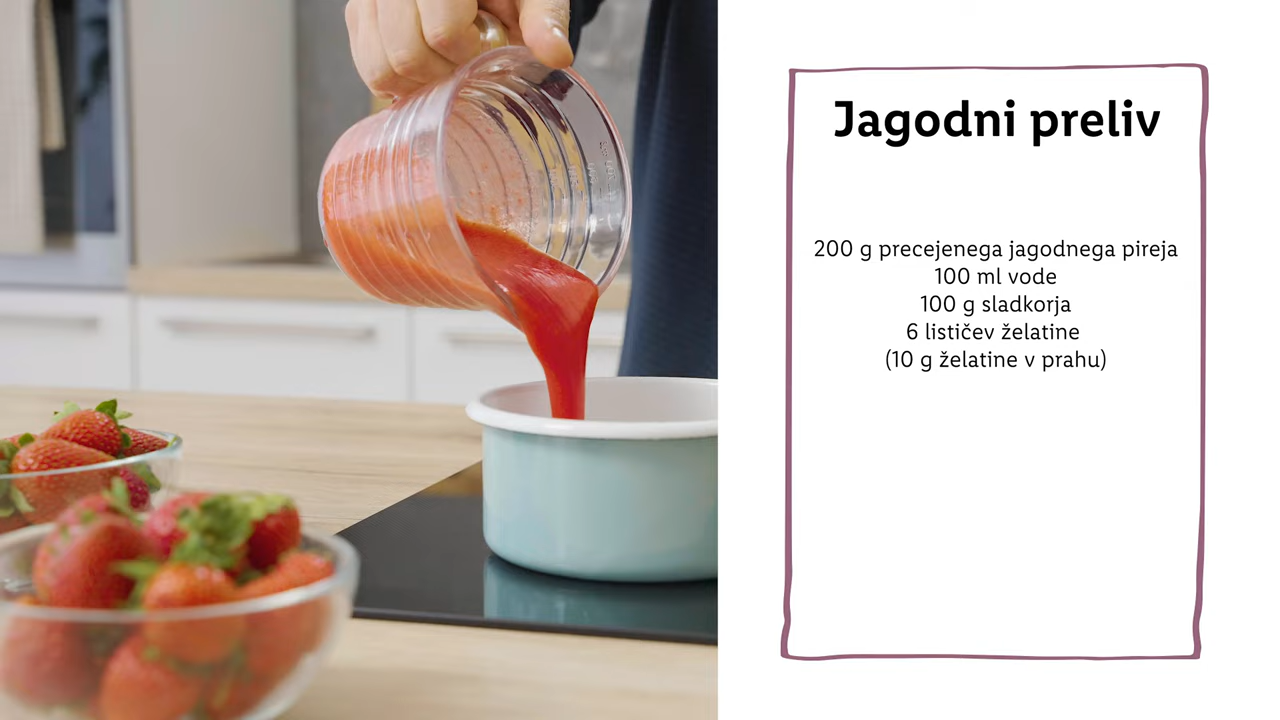 Jagodni preliv
200 g precejenega jagodnega pireja
100 ml vode
100 g sladkorja
6 lističev želatine
(10 g želatine v prahu)